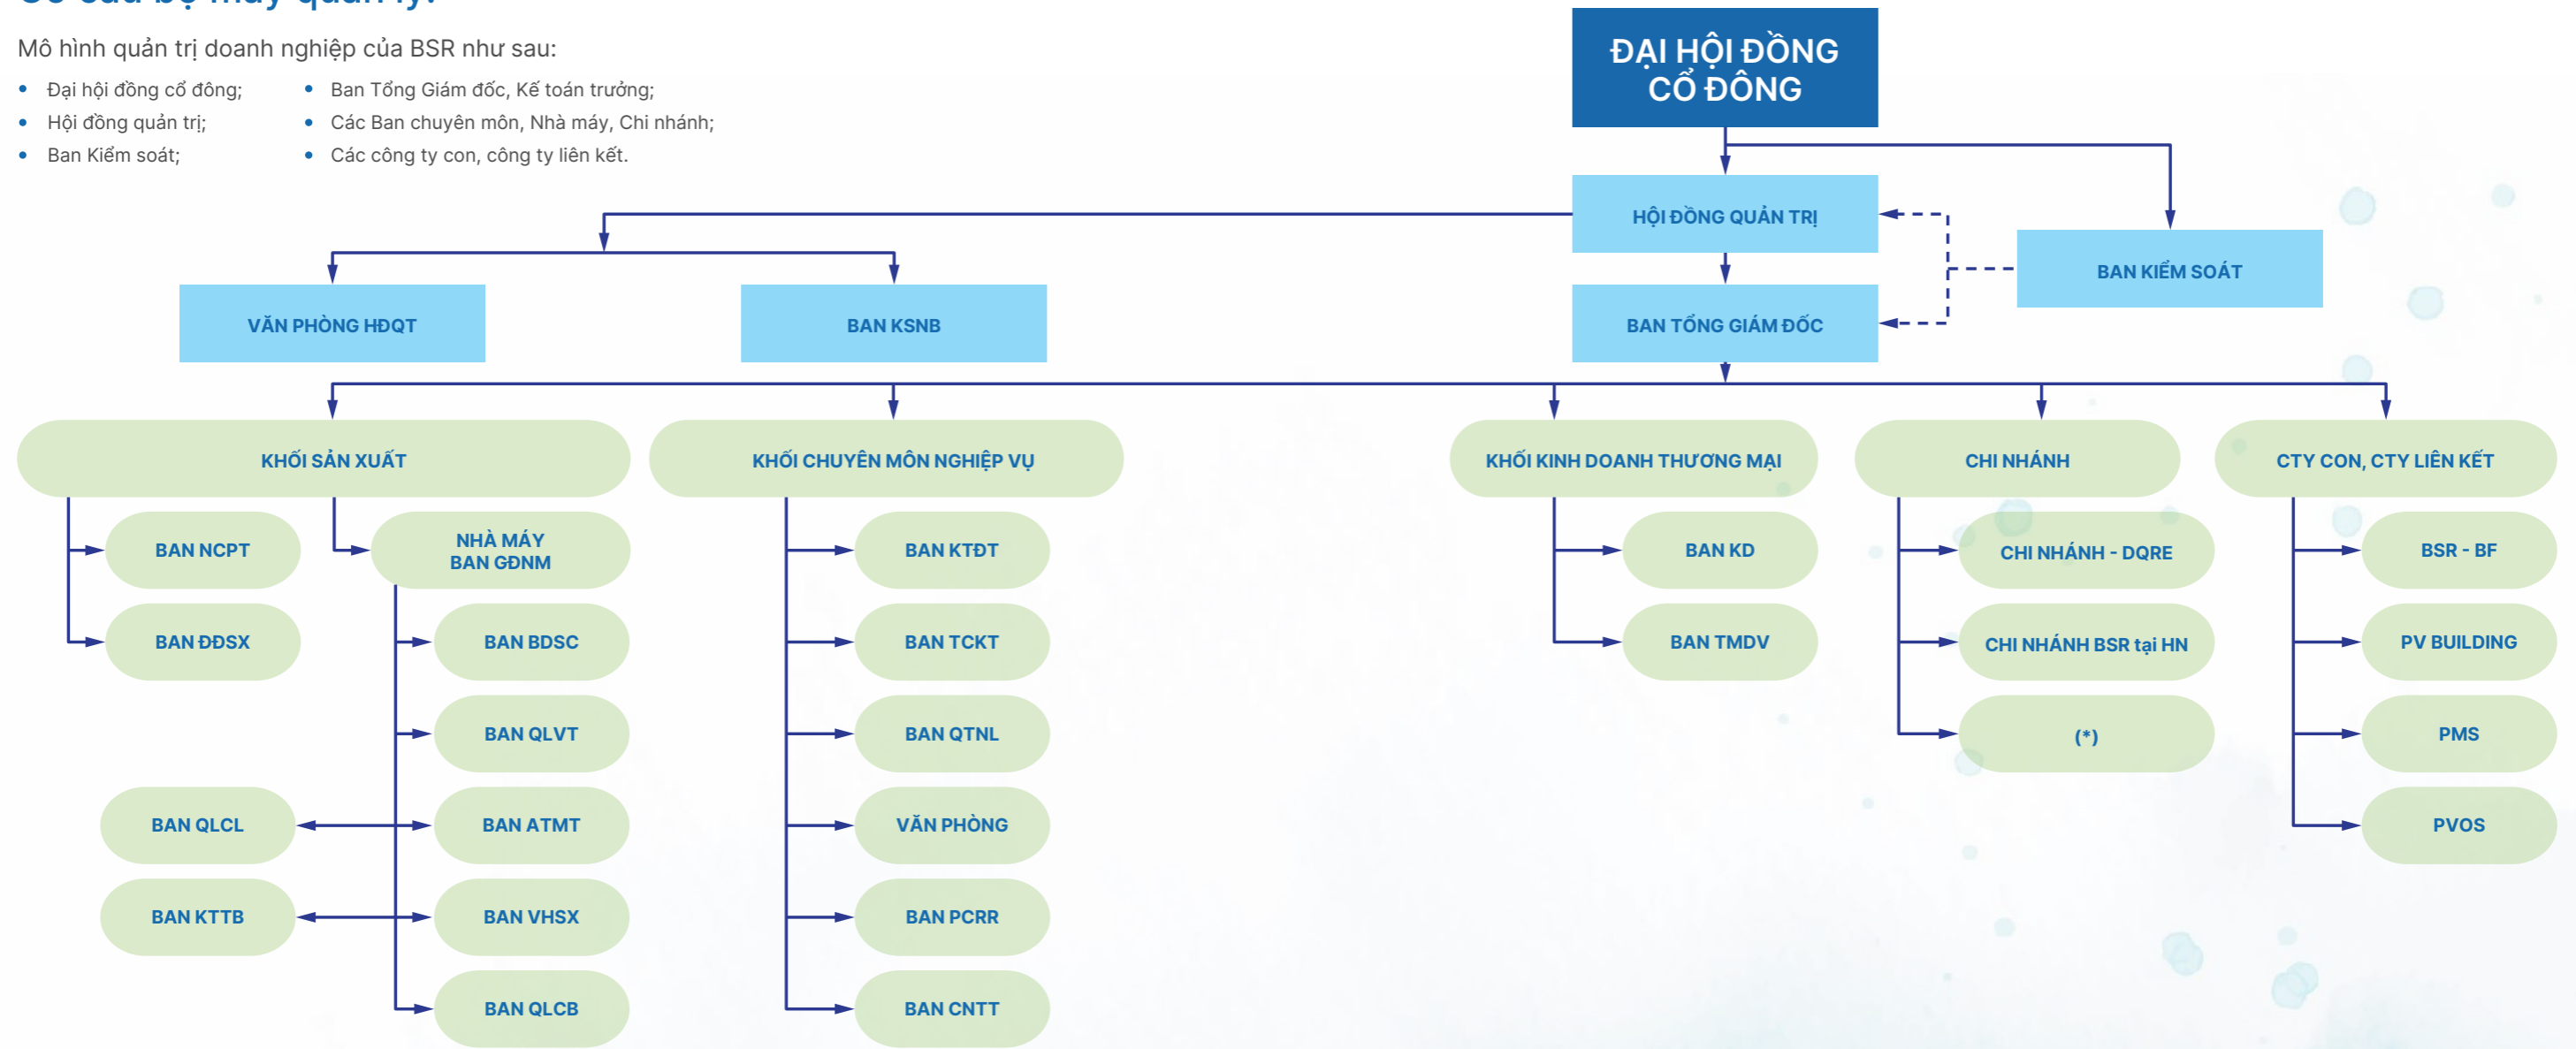 Cơ cấu bộ máy quản lý:
Mô hình quản trị doanh nghiệp của BSR như sau:
• Đại hội đồng cổ đông;
• Hội đồng quản trị;
• Ban Kiểm soát;
• Ban Tổng Giám đốc, Kế toán trưởng;
• Các Ban chuyên môn, Nhà máy, Chi nhánh;
• Các công ty con, công ty liên kết.
ĐẠI HỘI ĐỒNG
CỔ ĐÔNG
HỘI ĐỒNG QUẢN TRỊ
BAN KIỂM SOÁT
VĂN PHÒNG HĐQT
BAN KSNB
BAN TỔNG GIÁM ĐỐC
KHỐI SẢN XUẤT
BAN NCPT
BAN ĐĐSX
NHÀ MÁY
BAN GĐNM
BAN BDSC
BAN QLVT
BAN QLCL
BAN ATMT
BAN KTTB
BAN VHSX
BAN QLCB
KHỐI CHUYÊN MÔN NGHIỆP VỤ
BAN KTĐT
BAN TCKT
BAN QTNL
VĂN PHÒNG
BAN PCRR
BAN CNTT
KHỐI KINH DOANH THƯƠNG MẠI
BAN KD
BAN TMDV
CHI NHÁNH
CHI NHÁNH - DQRE
CHI NHÁNH BSR tại HN
(*)
CTY CON, CTY LIÊN KẾT
BSR - BF
PV BUILDING
PMS
PVOS